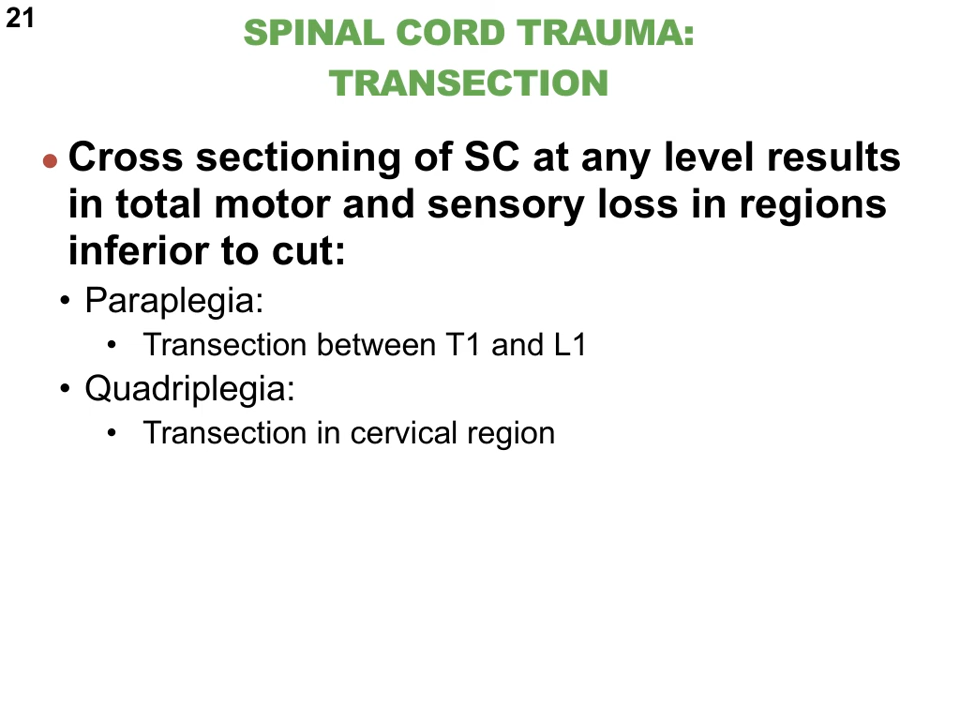 21
SPINAL CORD TRAUMA:
TRANSECTION
● Cross sectioning of SC at any level results
in total motor and sensory loss in regions
inferior to cut:
• Paraplegia:
• Transection between T1 and L1
• Quadriplegia:
• Transection in cervical region